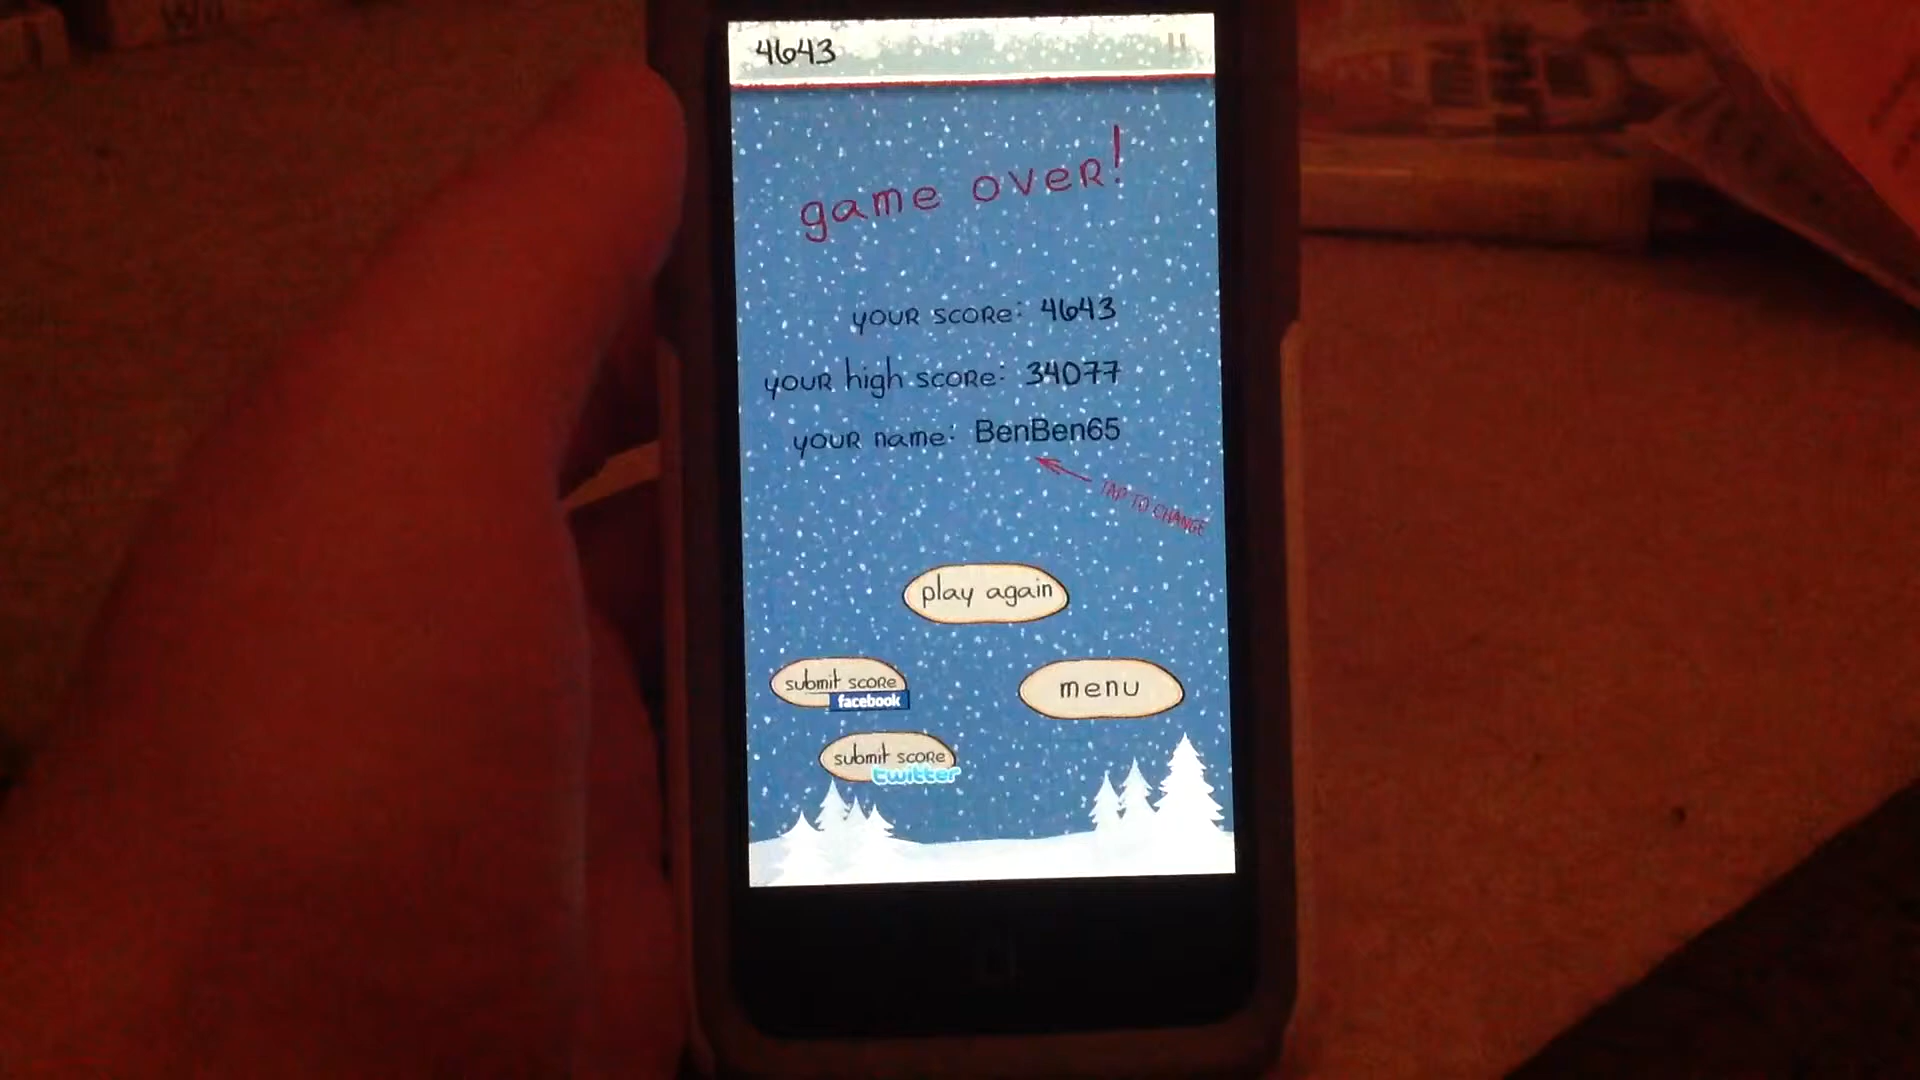 4643
game over!
your score: 4643
your high score: 34077
your name: BenBen65
TAP TO CHANGE
play again
submit score
facebook
menu
submit score
twitter